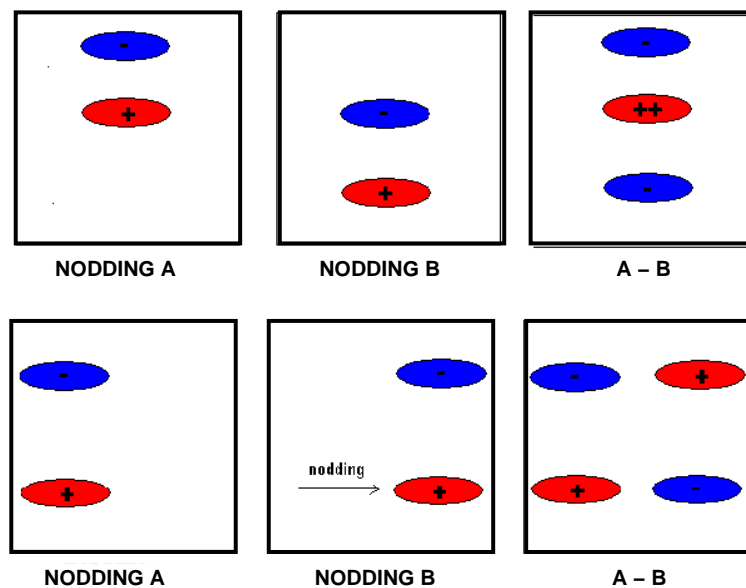 - - -
+ - ++
+ -
NODDING A NODDING B A – B
- - - +
nodding
+ + + -
NODDING A NODDING B A – B